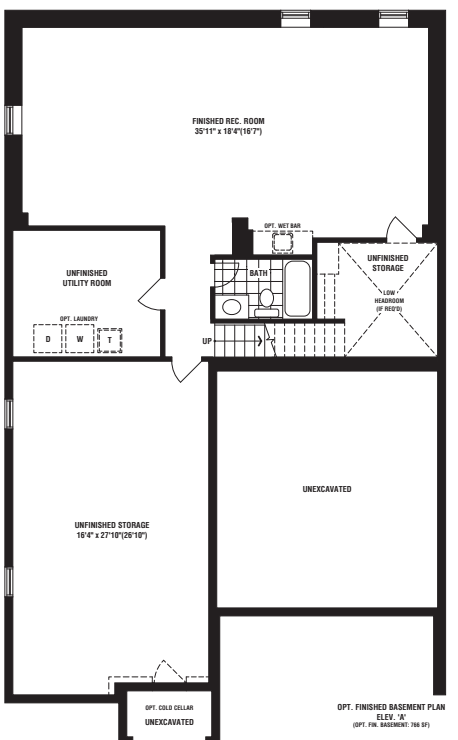 FINISHED REC. ROOM
35'11" x 18'4"(16'7")
OPT. WET BAR
UNFINISHED
UTILITY ROOM
BATH
UNFINISHED
STORAGE
LOW
HEADROOM
(IF REQ'D)
OPT. LAUNDRY
D W T
UP
UNEXCAVATED
UNFINISHED STORAGE
16'4" x 27'10"(26'10")
OPT. COLD CELLAR
UNEXCAVATED
OPT. FINISHED BASEMENT PLAN
ELEV. 'A'
(OPT. FIN. BASEMENT: 766 SF)